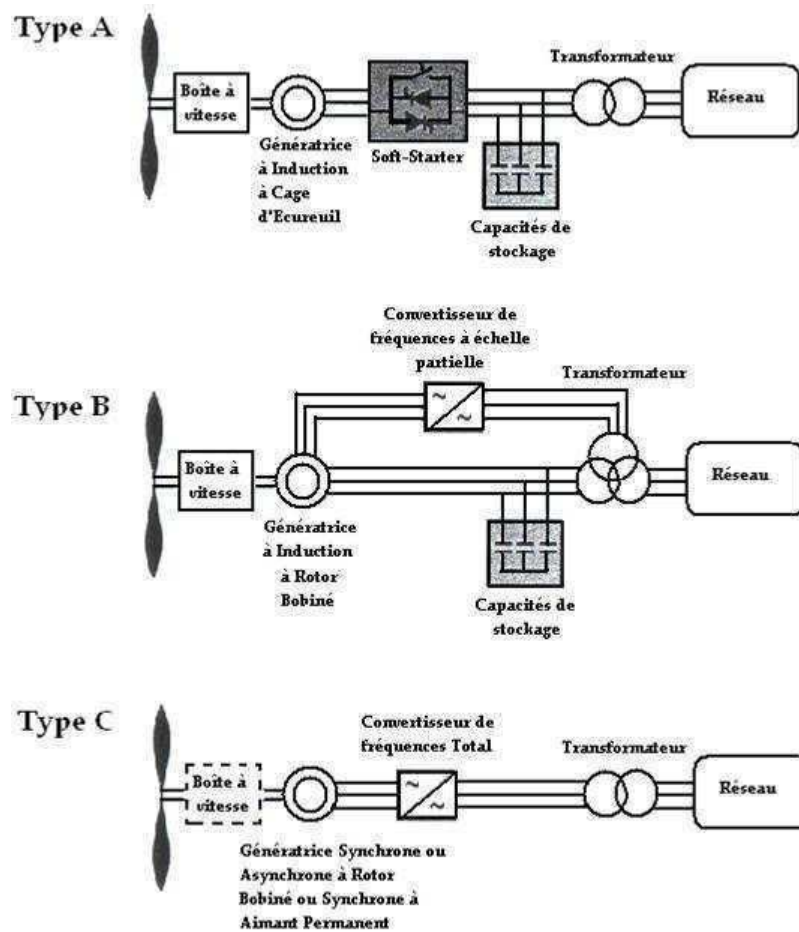 Type A
Transformateur
Boîte à
vitesse
Réseau
Génératrice
à Induction
à Cage
d'Ecureuil
Soft-Starter
Capacités de
stockage
Convertisseur de
fréquences à échelle
partielle
Transformateur
Type B
Boîte à
vitesse
Réseau
Génératrice
à Induction
à Rotor
Bobiné
Capacités de
stockage
Type C
Convertisseur de
fréquences Total
Transformateur
Boîte à
vitesse
Réseau
Génératrice Synchrone ou
Asynchrone à Rotor
Bobiné ou Synchrone à
Aimant Permanent